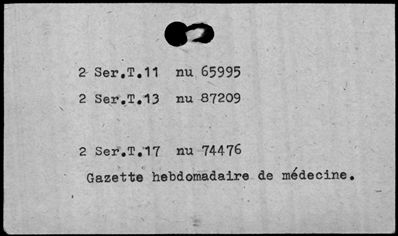 2 Ser.T.11 nu 65995
2 Ser.T.13 nu 87209
2 Ser.T.17 nu 74476
Gazette hebdomadaire de médecine.